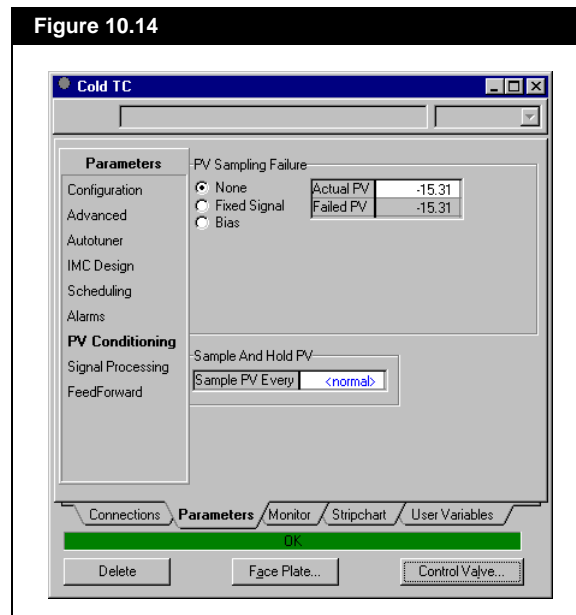 Figure 10.14
Cold TC
Parameters
Configuration
Advanced
Autotuner
IMC Design
Scheduling
Alarms
PV Conditioning
Signal Processing
FeedForward
PV Sampling Failure
None
Fixed Signal
Bias
Actual PV -15.31
Failed PV -15.31
Sample And Hold PV
Sample PV Every <normal>
Connections Parameters Monitor Stripchart User Variables
OK
Delete Face Plate... Control Valve...